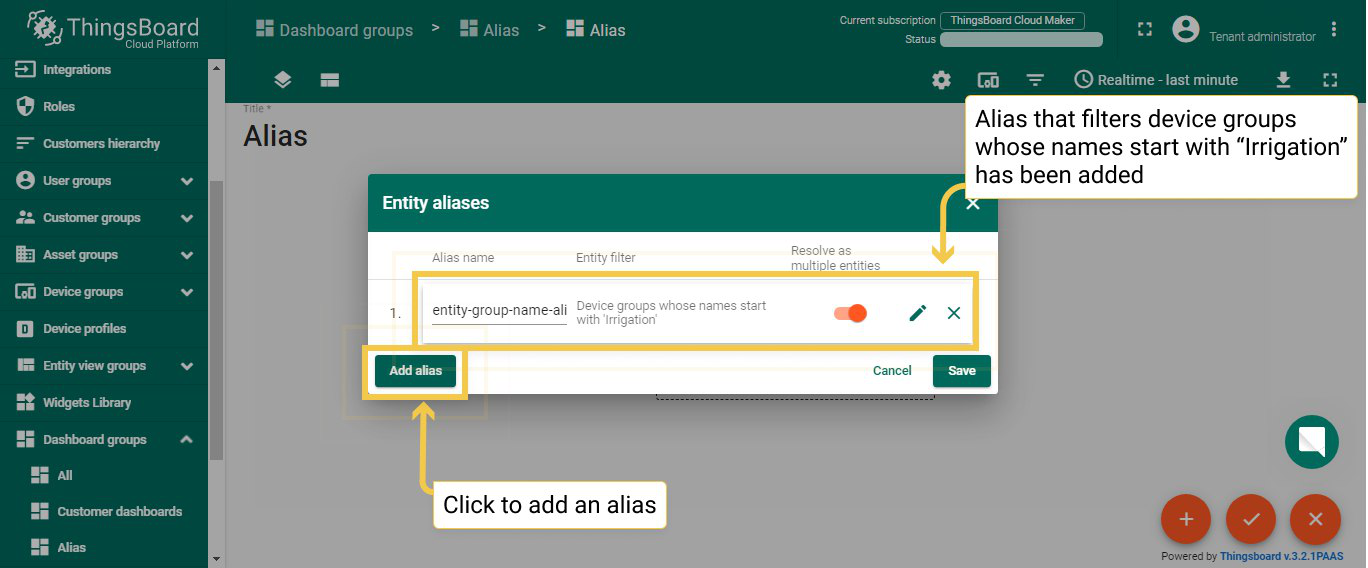 ThingsBoard
Cloud Platform
Dashboard groups > Alias > Alias
Current subscription ThingsBoard Cloud Maker
Status
Tenant administrator
Integrations
Roles
Customers hierarchy
User groups
Customer groups
Asset groups
Device groups
Device profiles
Entity view groups
Widgets Library
Dashboard groups
All
Customer dashboards
Alias
Realtime - last minute
Title *
Alias
Alias that filters device groups
whose names start with “Irrigation”
has been added
Entity aliases
Alias name
Entity filter
Resolve as
multiple entities
1.
entity-group-name-ali
Device groups whose names start
with 'Irrigation'
Add alias
Cancel
Save
Click to add an alias
Powered by Thingsboard v.3.2.1PAAS